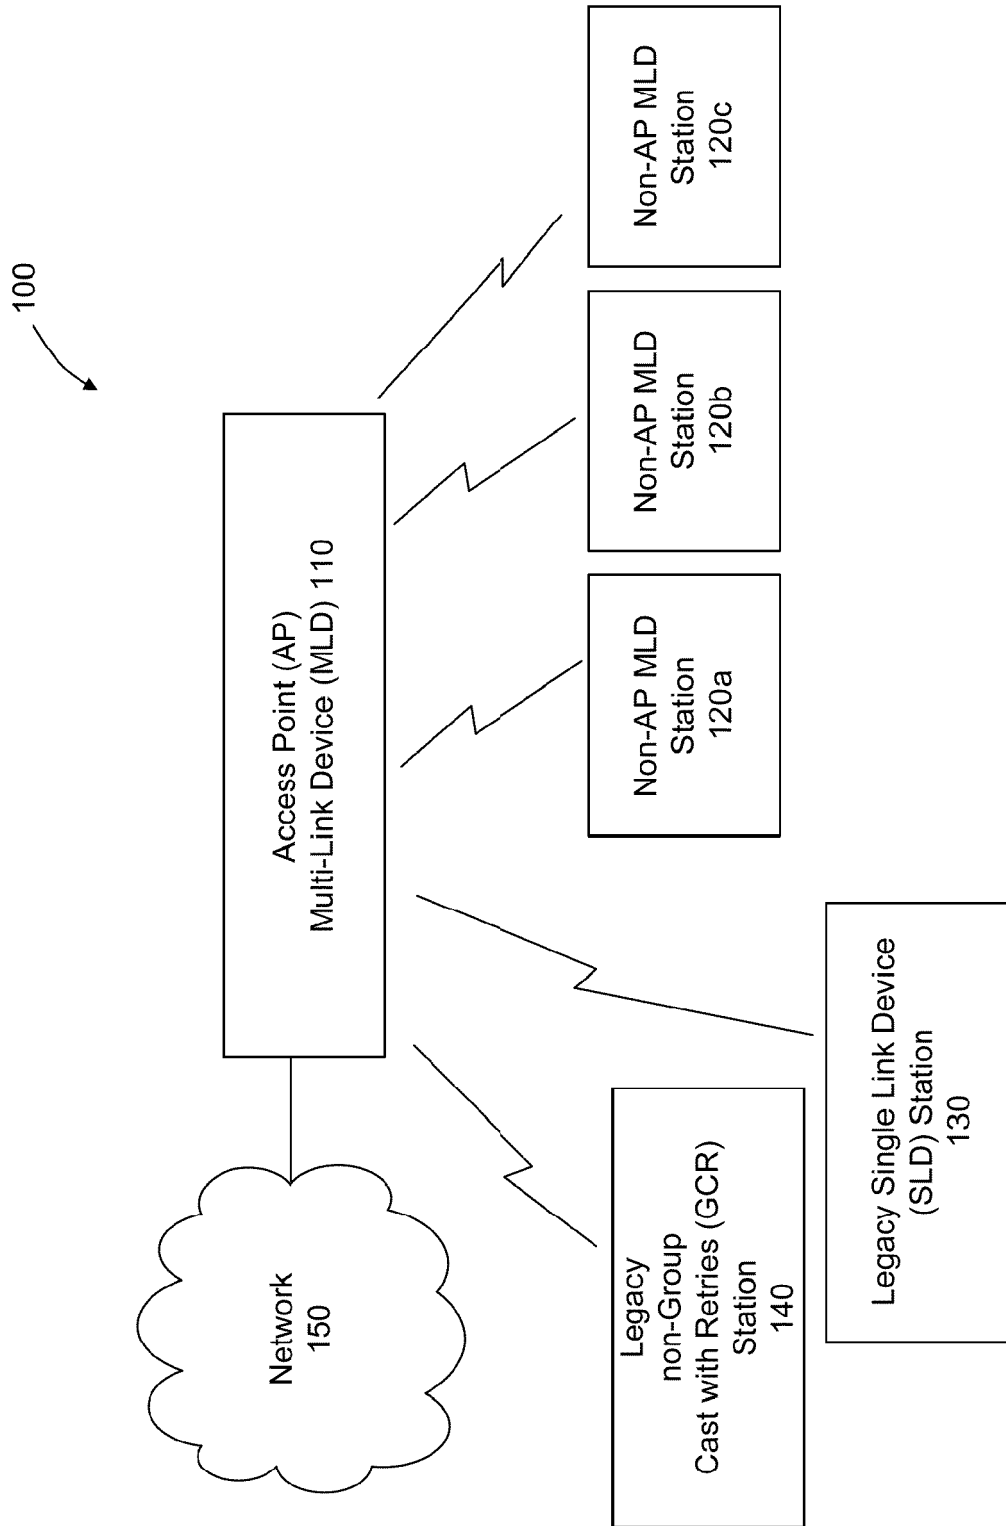 100
Access Point (AP)
Multi-Link Device (MLD) 110
Network
150
Legacy
non-Group
Cast with Retries (GCR)
Station
140
Legacy Single Link Device
(SLD) Station
130
Non-AP MLD
Station
120a
Non-AP MLD
Station
120b
Non-AP MLD
Station
120c